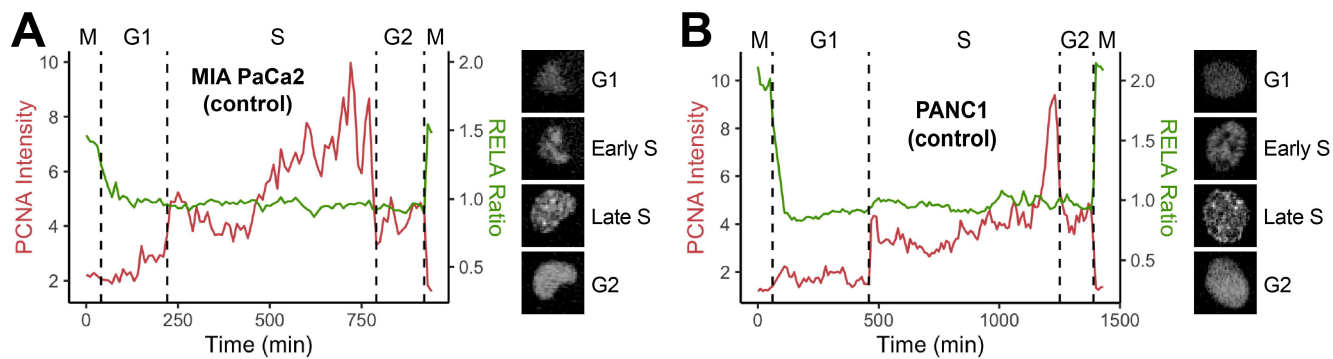 A
M G1 S G2 M
MIA PaCa2
(control)
PCNA Intensity
10
8
6
4
2
2.0
1.5
1.0
0.5
RELA Ratio
0 250 500 750
Time (min)
G1
Early S
Late S
G2
B
M G1 S G2 M
PANC1
(control)
PCNA Intensity
10
8
6
4
2
2.0
1.5
1.0
0.5
RELA Ratio
0 500 1000 1500
Time (min)
G1
Early S
Late S
G2